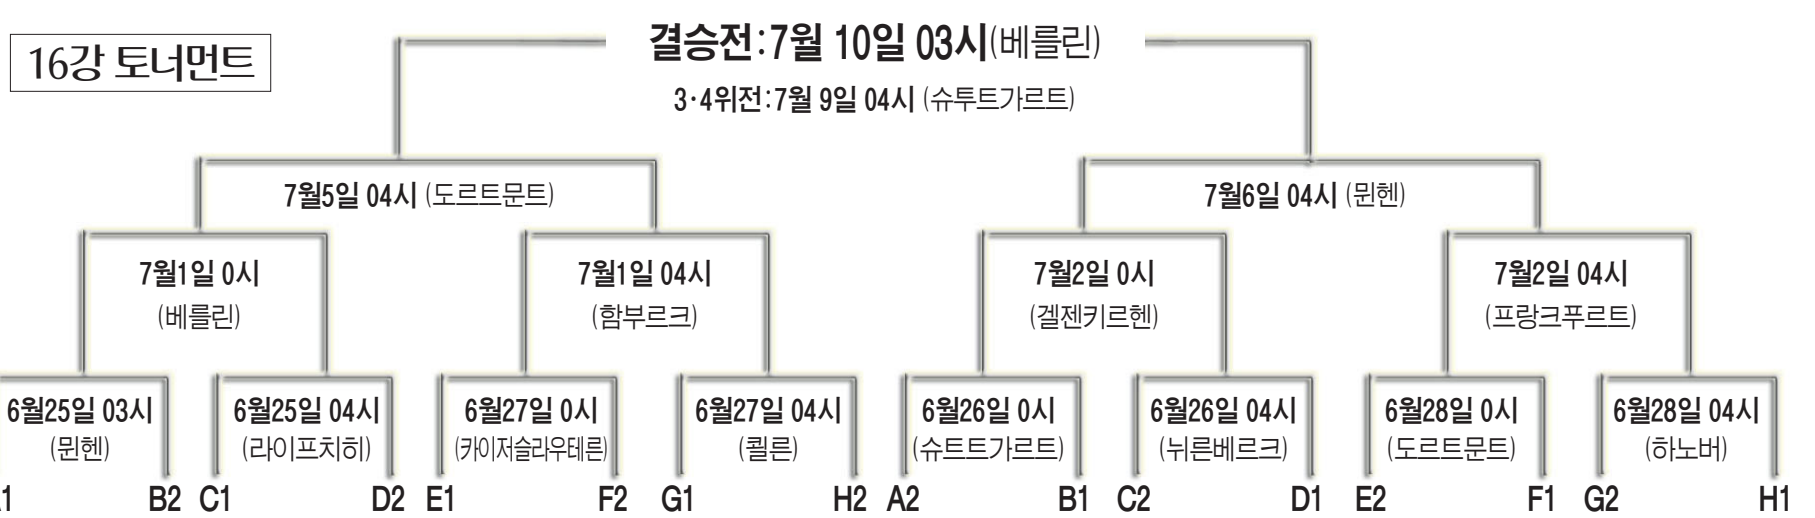 16강 토너먼트
결승전:7월 10일 03시(베를린)
3·4위전:7월 9일 04시 (슈투트가르트)
7월5일 04시 (도르트문트)
7월6일 04시 (뮌헨)
7월1일 0시
(베를린)
7월1일 04시
(함부르크)
7월2일 0시
(겔젠키르헨)
7월2일 04시
(프랑크푸르트)
6월25일 03시
(뮌헨)
6월25일 04시
(라이프치히)
6월27일 0시
(카이저슬라우테른)
6월27일 04시
(쾰른)
6월26일 0시
(슈트트가르트)
6월26일 04시
(뉘른베르크)
6월28일 0시
(도르트문트)
6월28일 04시
(하노버)
1 B2 C1 D2 E1 F2 G1 H2 A2 B1 C2 D1 E2 F1 G2 H1